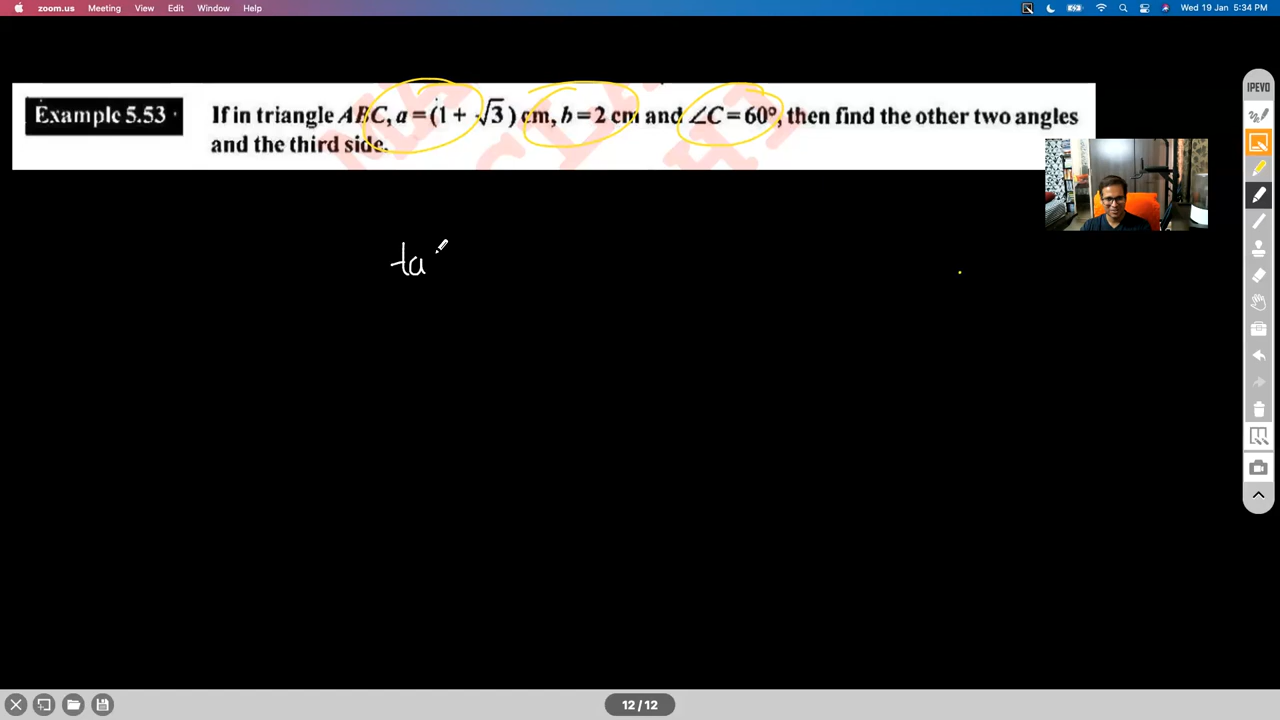 zoom.us Meeting View Edit Window Help Wed 19 Jan 5:34 PM
Example 5.53 If in triangle ABC, a = (1 + √3) cm, b = 2 cm and ∠C = 60°, then find the other two angles
and the third side.
IPEVO
ta
12 / 12